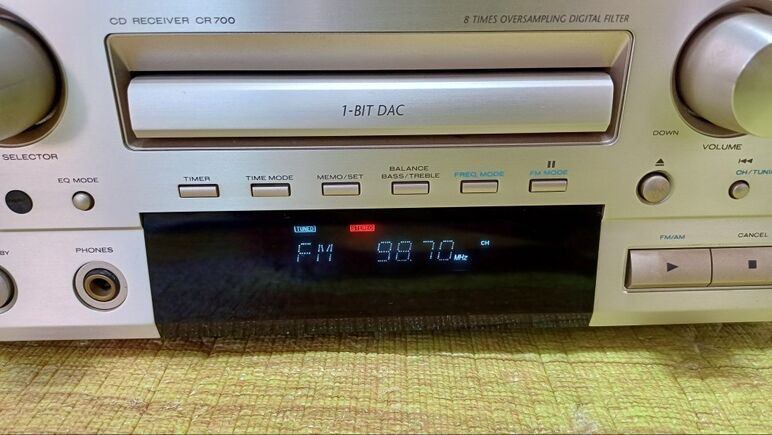 CD RECEIVER CR700
8 TIMES OVERSAMPLING DIGITAL FILTER
1-BIT DAC
SELECTOR
DOWN
VOLUME
EQ MODE
TIMER
TIME MODE
MEMO/SET
BALANCE
BASS/TREBLE
FREQ. MODE
FM MODE
CH/TUNI
BY
PHONES
TUNED
STEREO
FM 98.70 MHz
CH
FM/AM
CANCEL